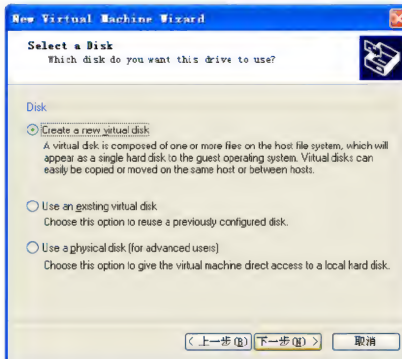 New Virtual Machine Wizard
Select a Disk
Which disk do you want this drive to use?
Disk
Create a new virtual disk
A virtual disk is composed of one or more files on the host file system, which will
appear as a single hard disk to the guest operating system. Virtual disks can
easily be copied or moved on the same host or between hosts.
Use an existing virtual disk
Choose this option to reuse a previously configured disk.
Use a physical disk (for advanced users)
Choose this option to give the virtual machine direct access to a local hard disk.
< 上一步(B) 下一步(N) > 取消